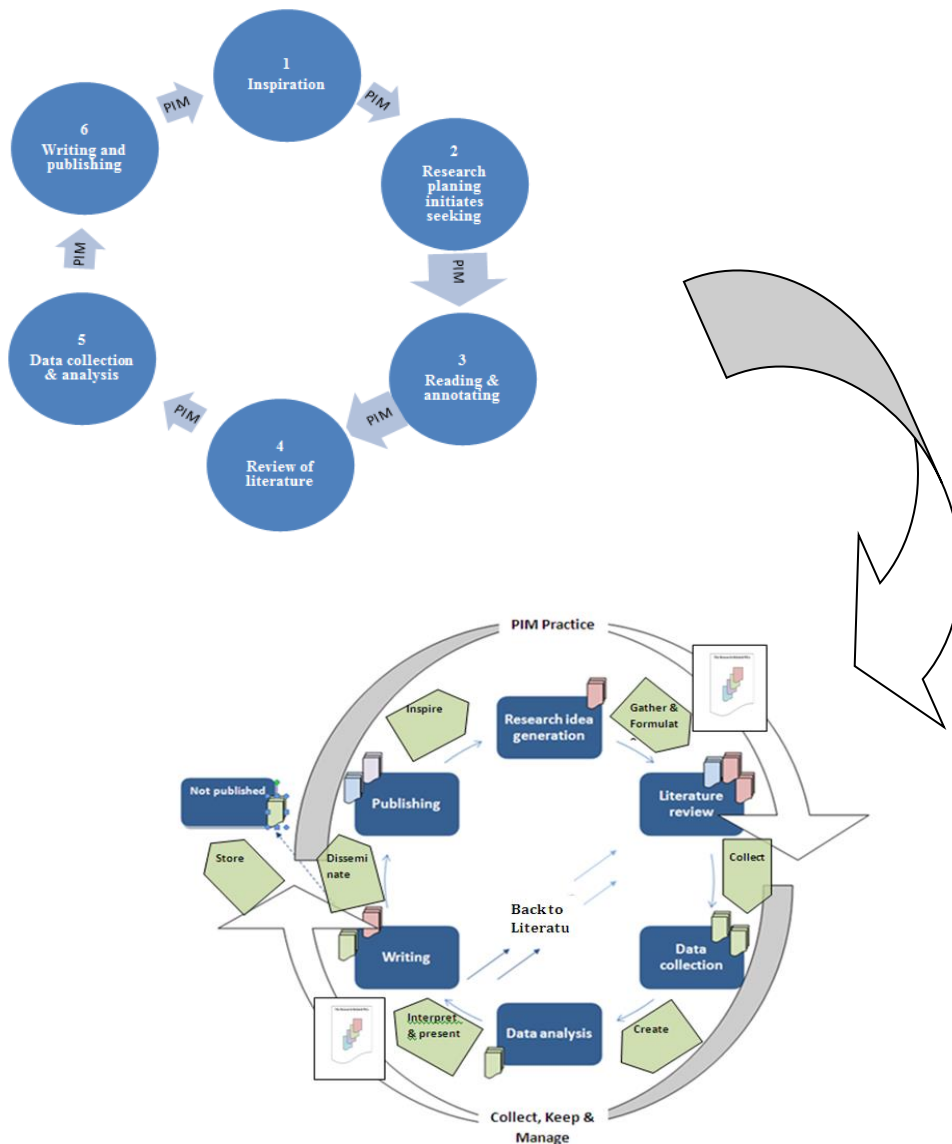 1
Inspiration
PIM
2
Research
planing
initiates
seeking
PIM
3
Reading &
annotating
PIM
4
Review of
literature
PIM
5
Data collection
& analysis
PIM
6
Writing and
publishing
PIM
PIM Practice
Inspire
Research idea
generation
Gather &
Formulat
Not published
Publishing
Literature
review
Store
Dissemi
nate
Collect
Back to
Literatu
Writing
Data
collection
Interpret
& present
Data analysis
Create
Collect, Keep &
Manage